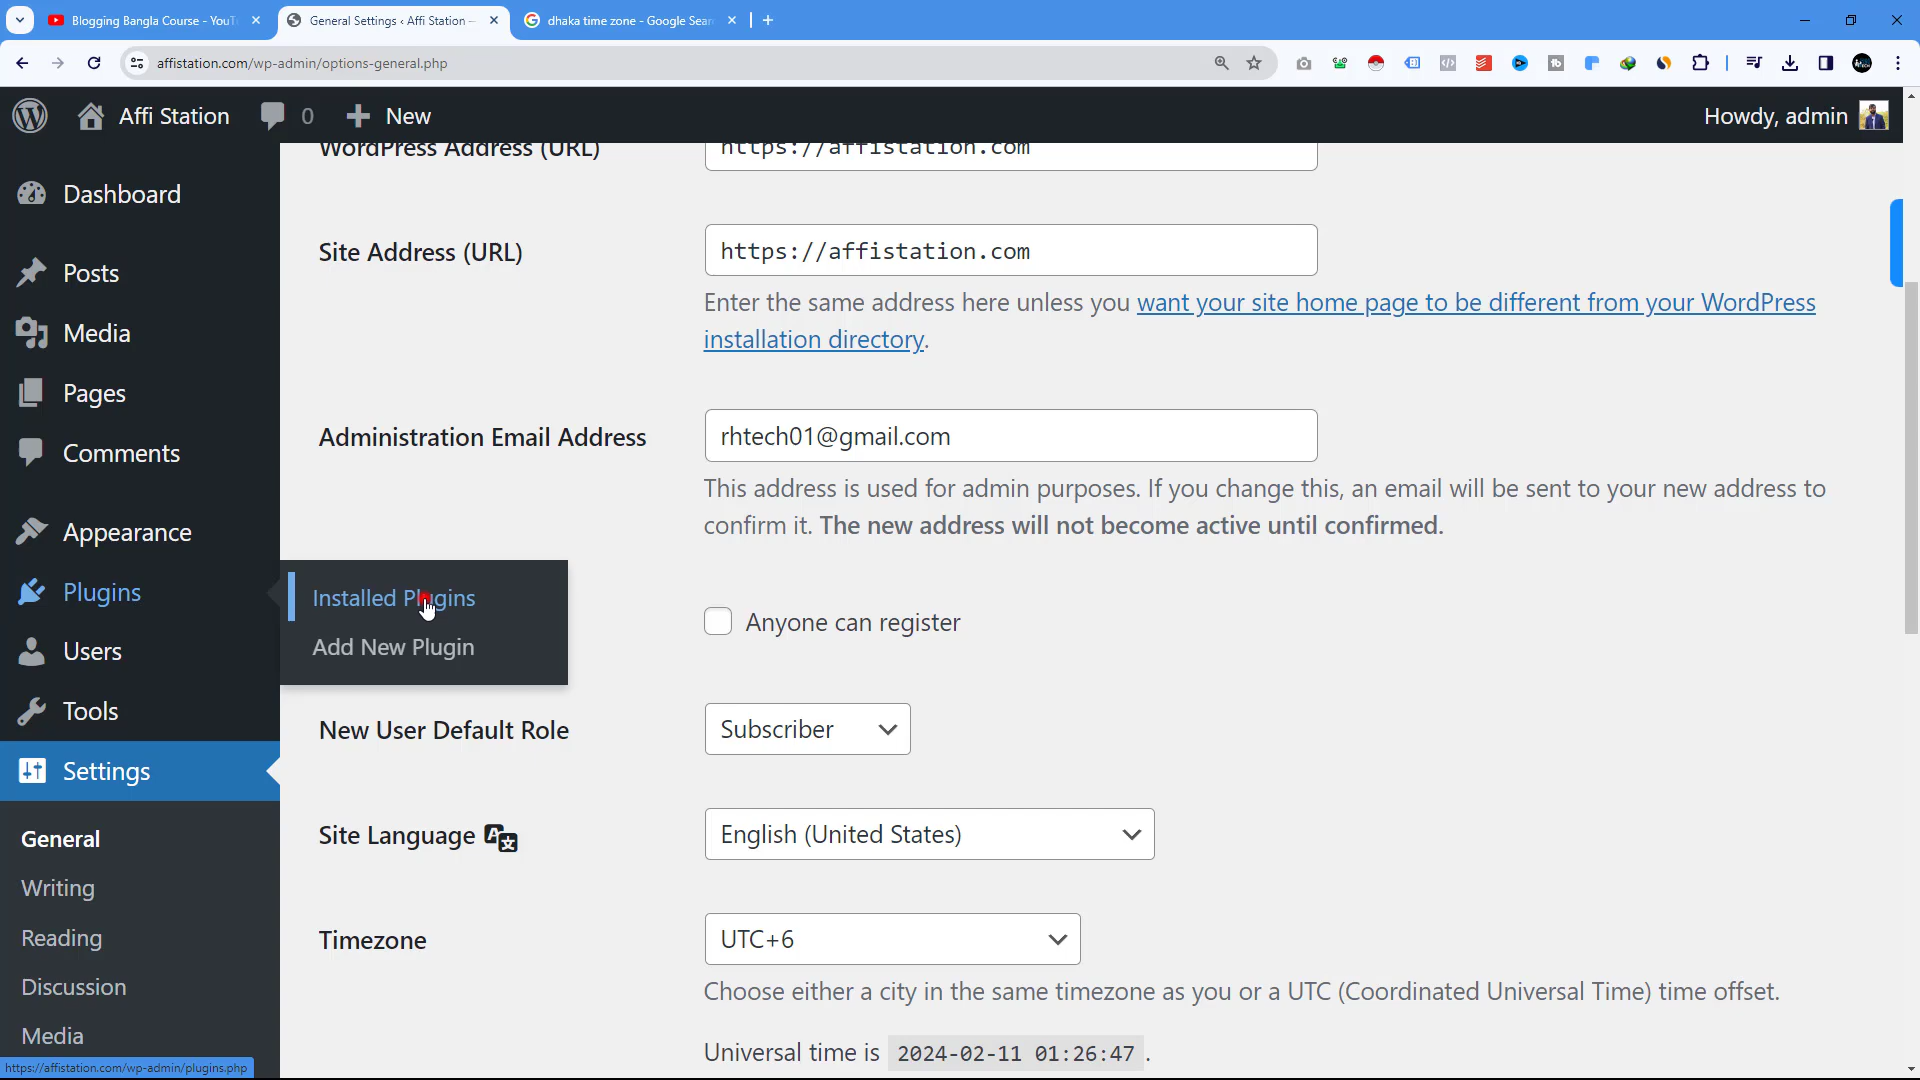 Blogging Bangla Course - YouT
General Settings ‹ Affi Station —
dhaka time zone - Google Sear
affistation.com/wp-admin/options-general.php
Affi Station
0
New
Howdy, admin
Dashboard
Posts
Media
Pages
Comments
Appearance
Plugins
Installed Plugins
Add New Plugin
Users
Tools
Settings
General
Writing
Reading
Discussion
Media
https://affistation.com/wp-admin/plugins.php
WordPress Address (URL)
https://affistation.com
Site Address (URL)
https://affistation.com
Enter the same address here unless you want your site home page to be different from your WordPress
installation directory.
Administration Email Address
rhtech01@gmail.com
This address is used for admin purposes. If you change this, an email will be sent to your new address to
confirm it. The new address will not become active until confirmed.
Anyone can register
New User Default Role
Subscriber
Site Language
English (United States)
Timezone
UTC+6
Choose either a city in the same timezone as you or a UTC (Coordinated Universal Time) time offset.
Universal time is 2024-02-11 01:26:47 .